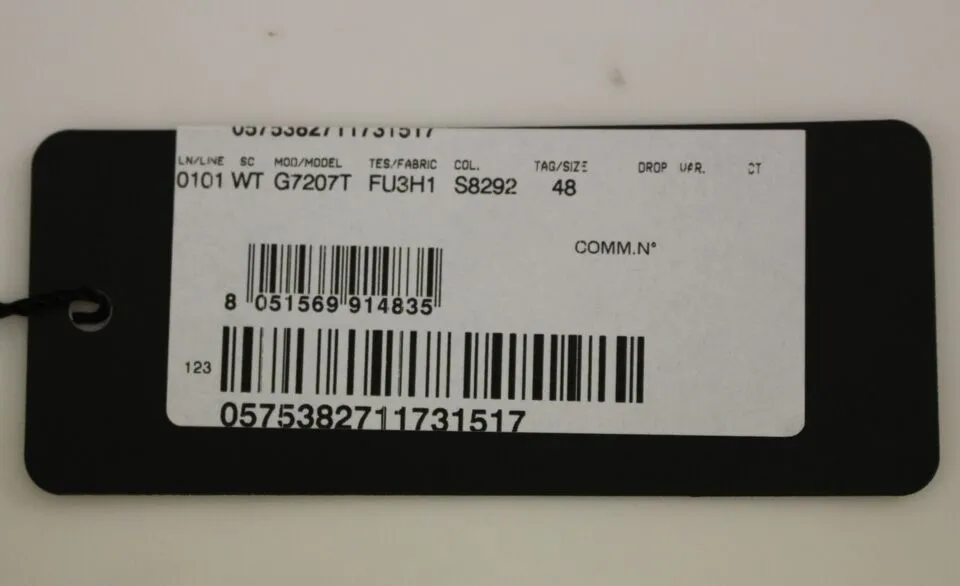 0575382711731517
LN/LINE SC MOD/MODEL TES/FABRIC COL. TAG/SIZE DROP VAR. CT
0101 WT G7207T FU3H1 S8292 48
COMM.N°
8 051569 914835
123
0575382711731517